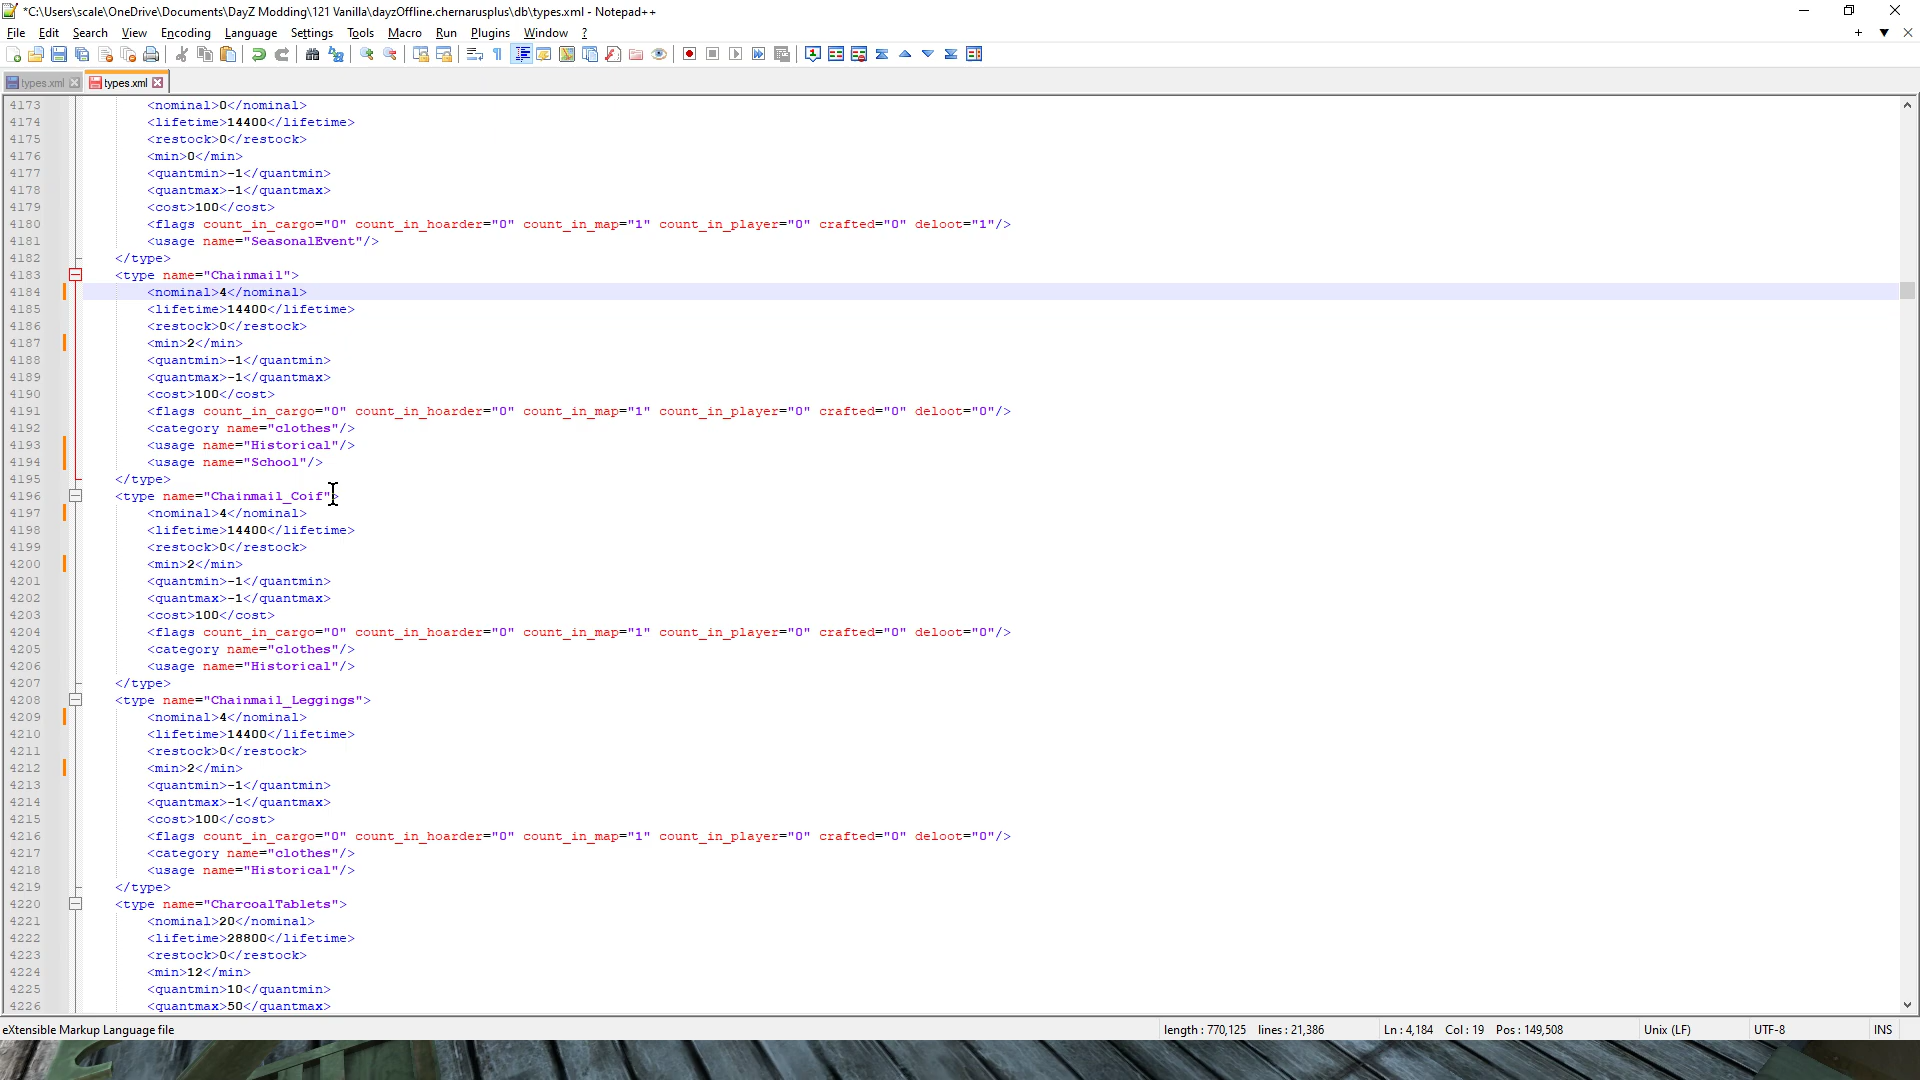 *C:\Users\scale\OneDrive\Documents\DayZ Modding\121 Vanilla\dayzOffline.chernarusplus\db\types.xml - Notepad++
File Edit Search View Encoding Language Settings Tools Macro Run Plugins Window ?
types.xml types.xml
4173 <nominal>0</nominal>
4174 <lifetime>14400</lifetime>
4175 <restock>0</restock>
4176 <min>0</min>
4177 <quantmin>-1</quantmin>
4178 <quantmax>-1</quantmax>
4179 <cost>100</cost>
4180 <flags count_in_cargo="0" count_in_hoarder="0" count_in_map="1" count_in_player="0" crafted="0" deloot="1"/>
4181 <usage name="SeasonalEvent"/>
4182 </type>
4183 <type name="Chainmail">
4184 <nominal>4</nominal>
4185 <lifetime>14400</lifetime>
4186 <restock>0</restock>
4187 <min>2</min>
4188 <quantmin>-1</quantmin>
4189 <quantmax>-1</quantmax>
4190 <cost>100</cost>
4191 <flags count_in_cargo="0" count_in_hoarder="0" count_in_map="1" count_in_player="0" crafted="0" deloot="0"/>
4192 <category name="clothes"/>
4193 <usage name="Historical"/>
4194 <usage name="School"/>
4195 </type>
4196 <type name="Chainmail_Coif">
4197 <nominal>4</nominal>
4198 <lifetime>14400</lifetime>
4199 <restock>0</restock>
4200 <min>2</min>
4201 <quantmin>-1</quantmin>
4202 <quantmax>-1</quantmax>
4203 <cost>100</cost>
4204 <flags count_in_cargo="0" count_in_hoarder="0" count_in_map="1" count_in_player="0" crafted="0" deloot="0"/>
4205 <category name="clothes"/>
4206 <usage name="Historical"/>
4207 </type>
4208 <type name="Chainmail_Leggings">
4209 <nominal>4</nominal>
4210 <lifetime>14400</lifetime>
4211 <restock>0</restock>
4212 <min>2</min>
4213 <quantmin>-1</quantmin>
4214 <quantmax>-1</quantmax>
4215 <cost>100</cost>
4216 <flags count_in_cargo="0" count_in_hoarder="0" count_in_map="1" count_in_player="0" crafted="0" deloot="0"/>
4217 <category name="clothes"/>
4218 <usage name="Historical"/>
4219 </type>
4220 <type name="CharcoalTablets">
4221 <nominal>20</nominal>
4222 <lifetime>28800</lifetime>
4223 <restock>0</restock>
4224 <min>12</min>
4225 <quantmin>10</quantmin>
4226 <quantmax>50</quantmax>
eXtensible Markup Language file length : 770,125 lines : 21,386 Ln : 4,184 Col : 19 Pos : 149,508 Unix (LF) UTF-8 INS